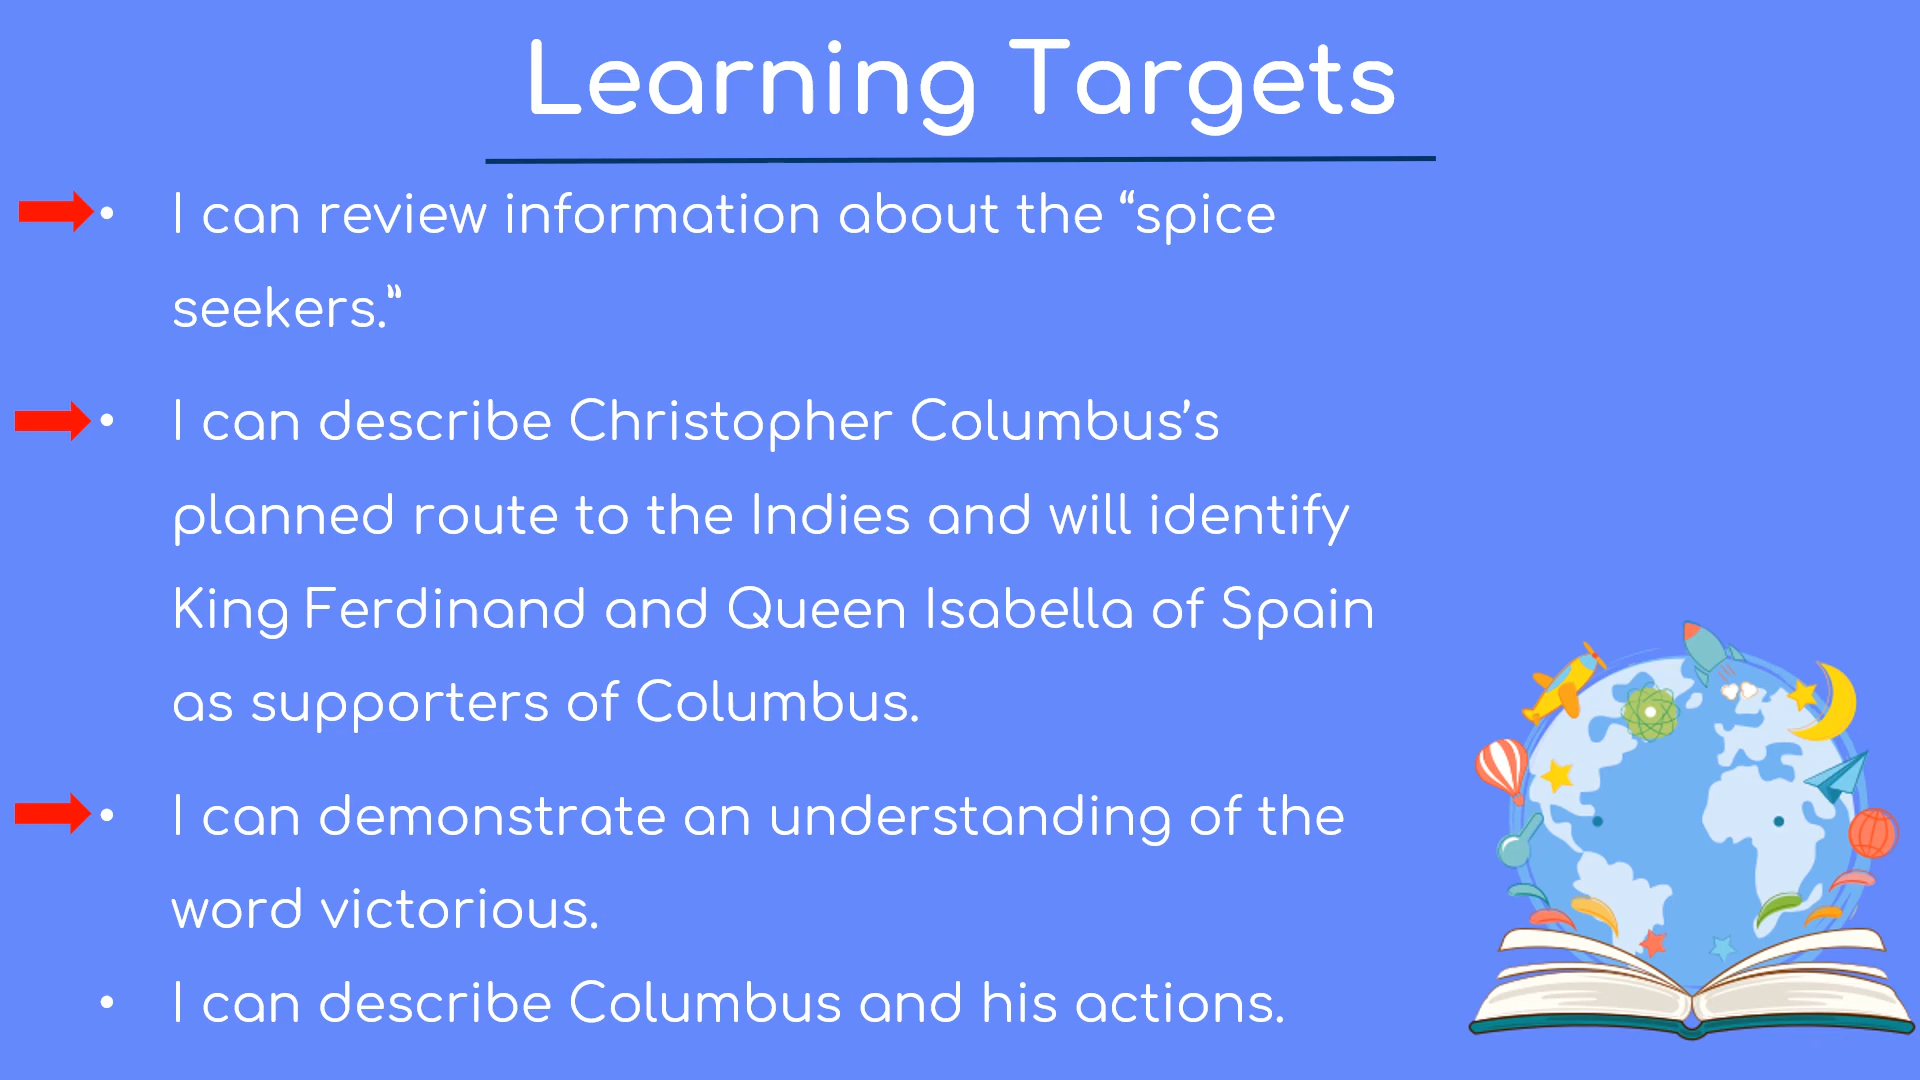 Learning Targets
• I can review information about the “spice
seekers.”
• I can describe Christopher Columbus’s
planned route to the Indies and will identify
King Ferdinand and Queen Isabella of Spain
as supporters of Columbus.
• I can demonstrate an understanding of the
word victorious.
• I can describe Columbus and his actions.